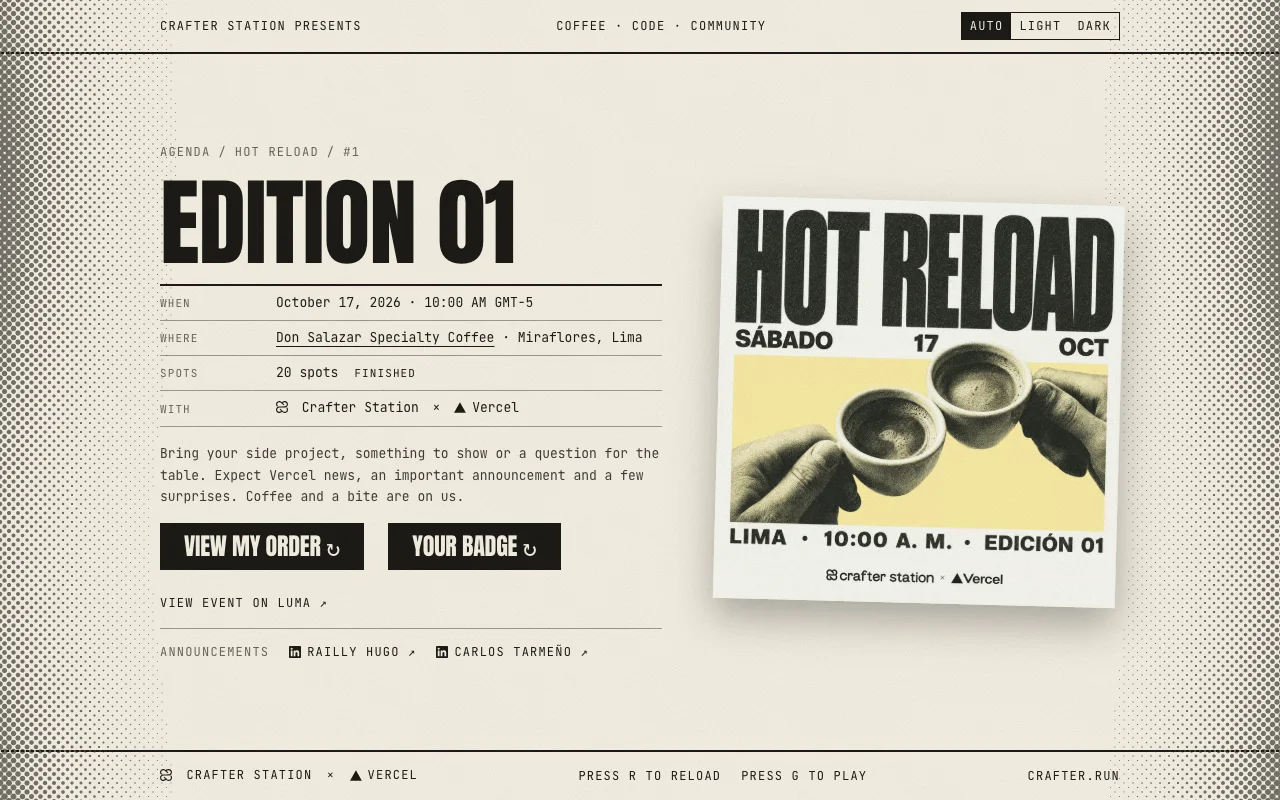 CRAFTER STATION PRESENTS
COFFEE · CODE · COMMUNITY
AUTO LIGHT DARK
AGENDA / HOT RELOAD / #1
EDITION 01
WHEN October 17, 2026 · 10:00 AM GMT-5
WHERE Don Salazar Specialty Coffee · Miraflores, Lima
SPOTS 20 spots FINISHED
WITH Crafter Station × Vercel
Bring your side project, something to show or a question for the
table. Expect Vercel news, an important announcement and a few
surprises. Coffee and a bite are on us.
VIEW MY ORDER ↻
YOUR BADGE ↻
VIEW EVENT ON LUMA ↗
ANNOUNCEMENTS RAILLY HUGO ↗ CARLOS TARMEÑO ↗
HOT RELOAD
SÁBADO 17 OCT
LIMA · 10:00 A. M. · EDICIÓN 01
crafter station × Vercel
CRAFTER STATION × VERCEL
PRESS R TO RELOAD PRESS G TO PLAY
CRAFTER.RUN